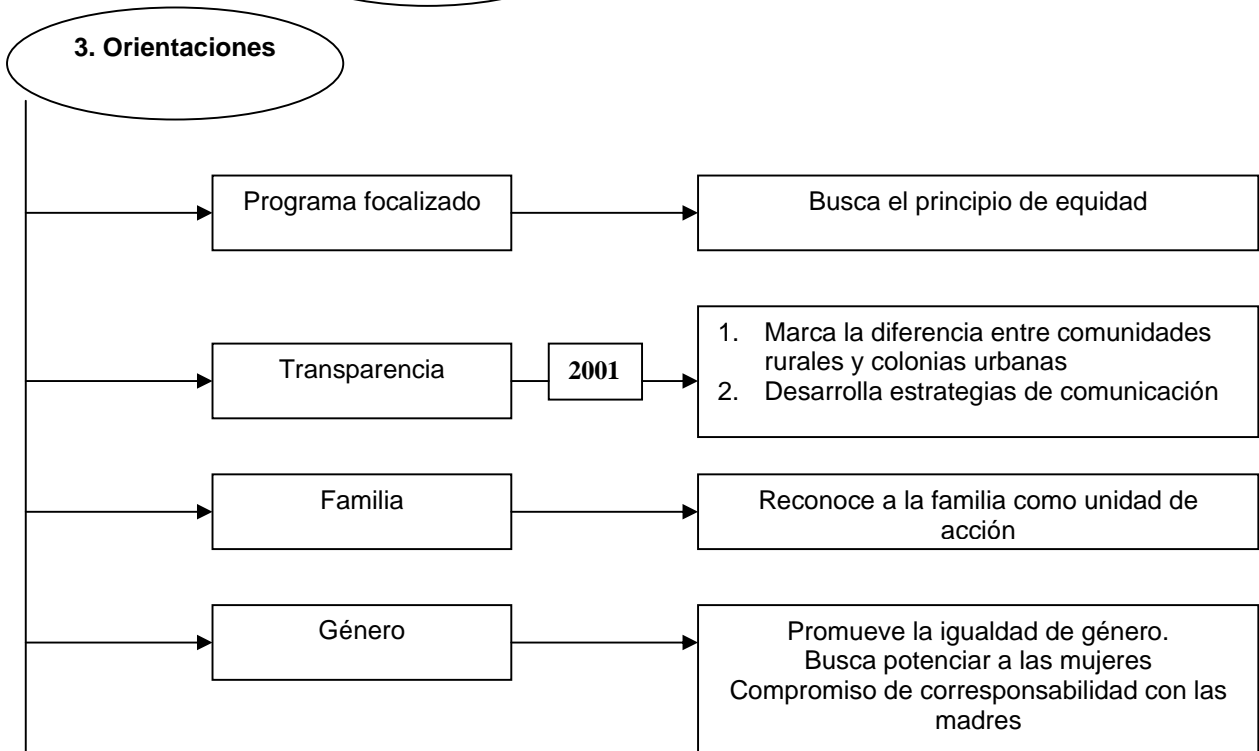 3. Orientaciones
Programa focalizado
Busca el principio de equidad
Transparencia
2001
1. Marca la diferencia entre comunidades
rurales y colonias urbanas
2. Desarrolla estrategias de comunicación
Familia
Reconoce a la familia como unidad de
acción
Género
Promueve la igualdad de género.
Busca potenciar a las mujeres
Compromiso de corresponsabilidad con las
madres